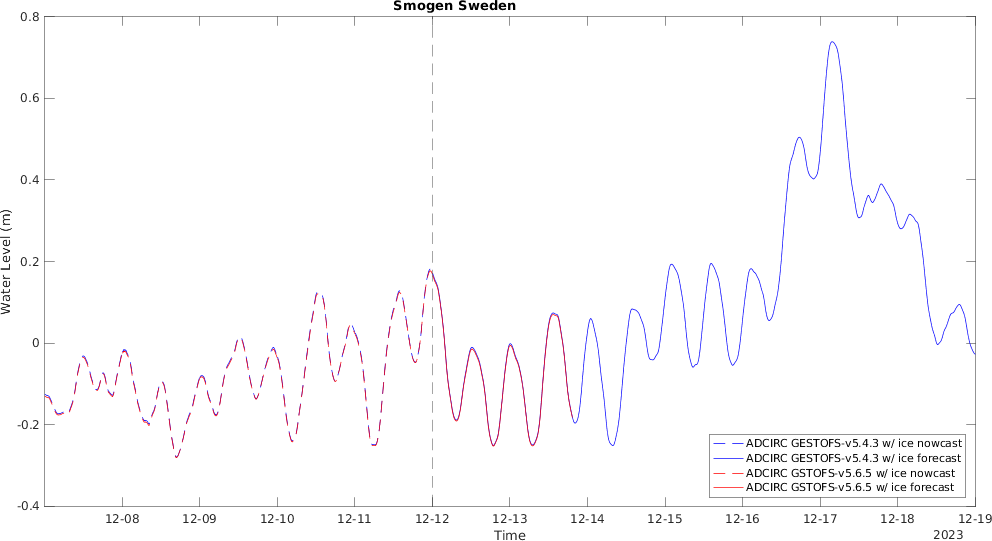 Smogen Sweden
0.8
0.6
0.4
0.2
0
-0.2
-0.4
Water Level (m)
12-08 12-09 12-10 12-11 12-12 12-13 12-14 12-15 12-16 12-17 12-18 12-19
Time
2023
ADCIRC GESTOFS-v5.4.3 w/ ice nowcast
ADCIRC GESTOFS-v5.4.3 w/ ice forecast
ADCIRC GSTOFS-v5.6.5 w/ ice nowcast
ADCIRC GSTOFS-v5.6.5 w/ ice forecast